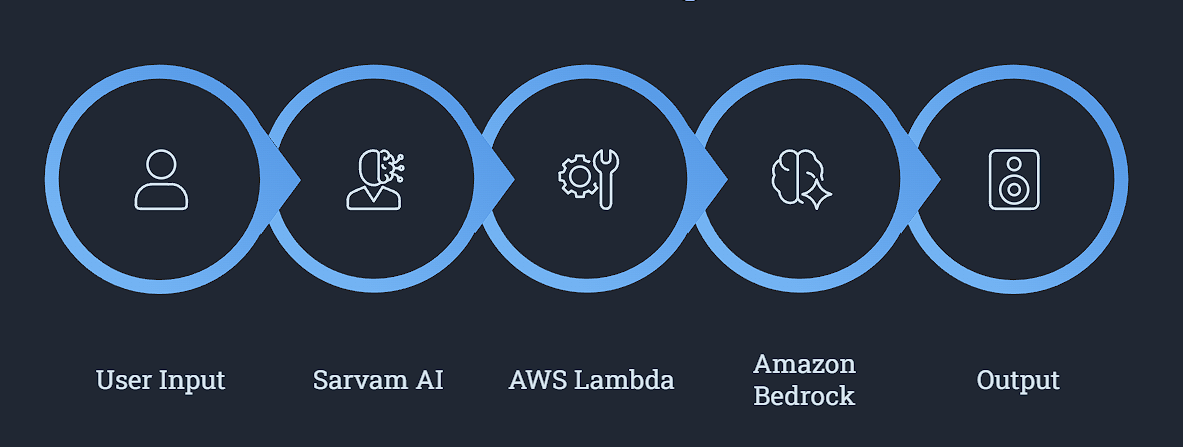 User Input
Sarvam AI
AWS Lambda
Amazon
Bedrock
Output